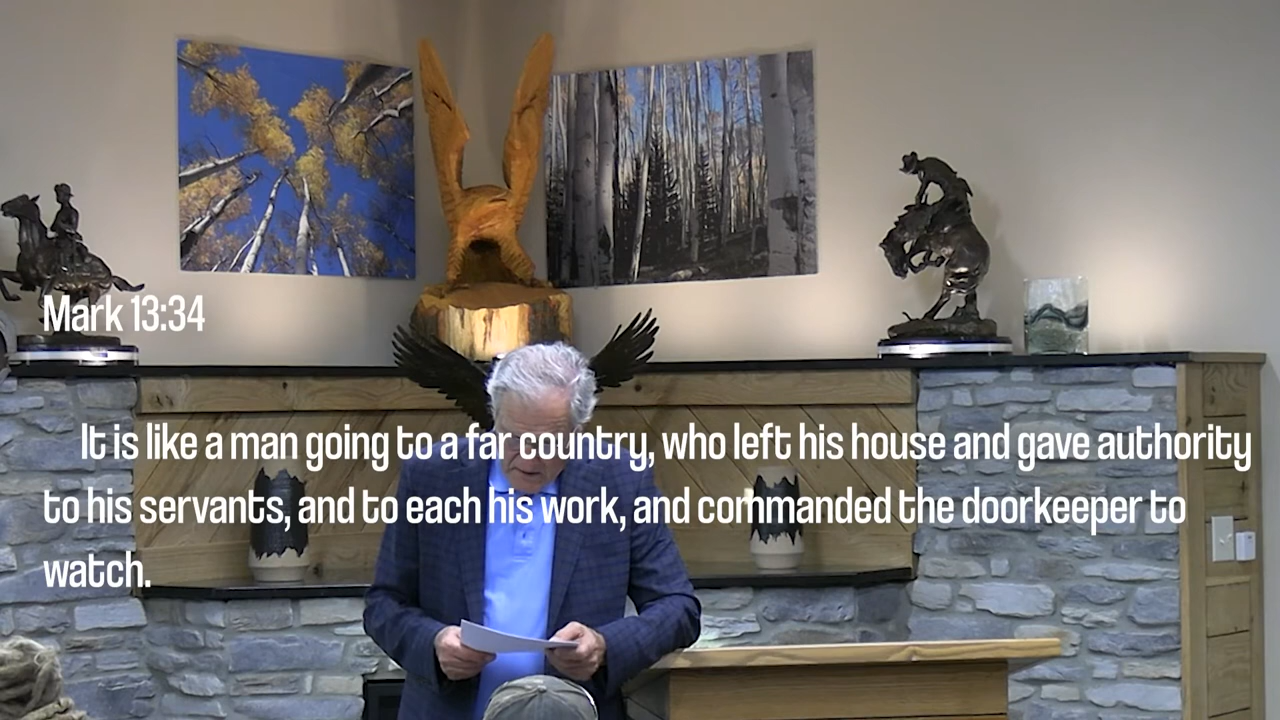 Mark 13:34
It is like a man going to a far country, who left his house and gave authority
to his servants, and to each his work, and commanded the doorkeeper to
watch.